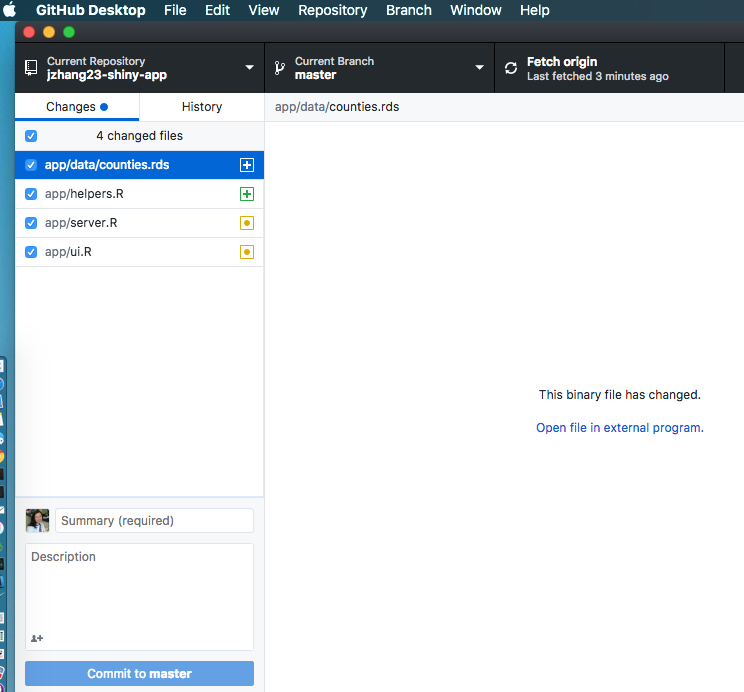 GitHub Desktop File Edit View Repository Branch Window Help
Current Repository
jzhang23-shiny-app
Current Branch
master
Fetch origin
Last fetched 3 minutes ago
Changes
History
app/data/counties.rds
4 changed files
app/data/counties.rds
app/helpers.R
app/server.R
app/ui.R
This binary file has changed.
Open file in external program.
Summary (required)
Description
Commit to master